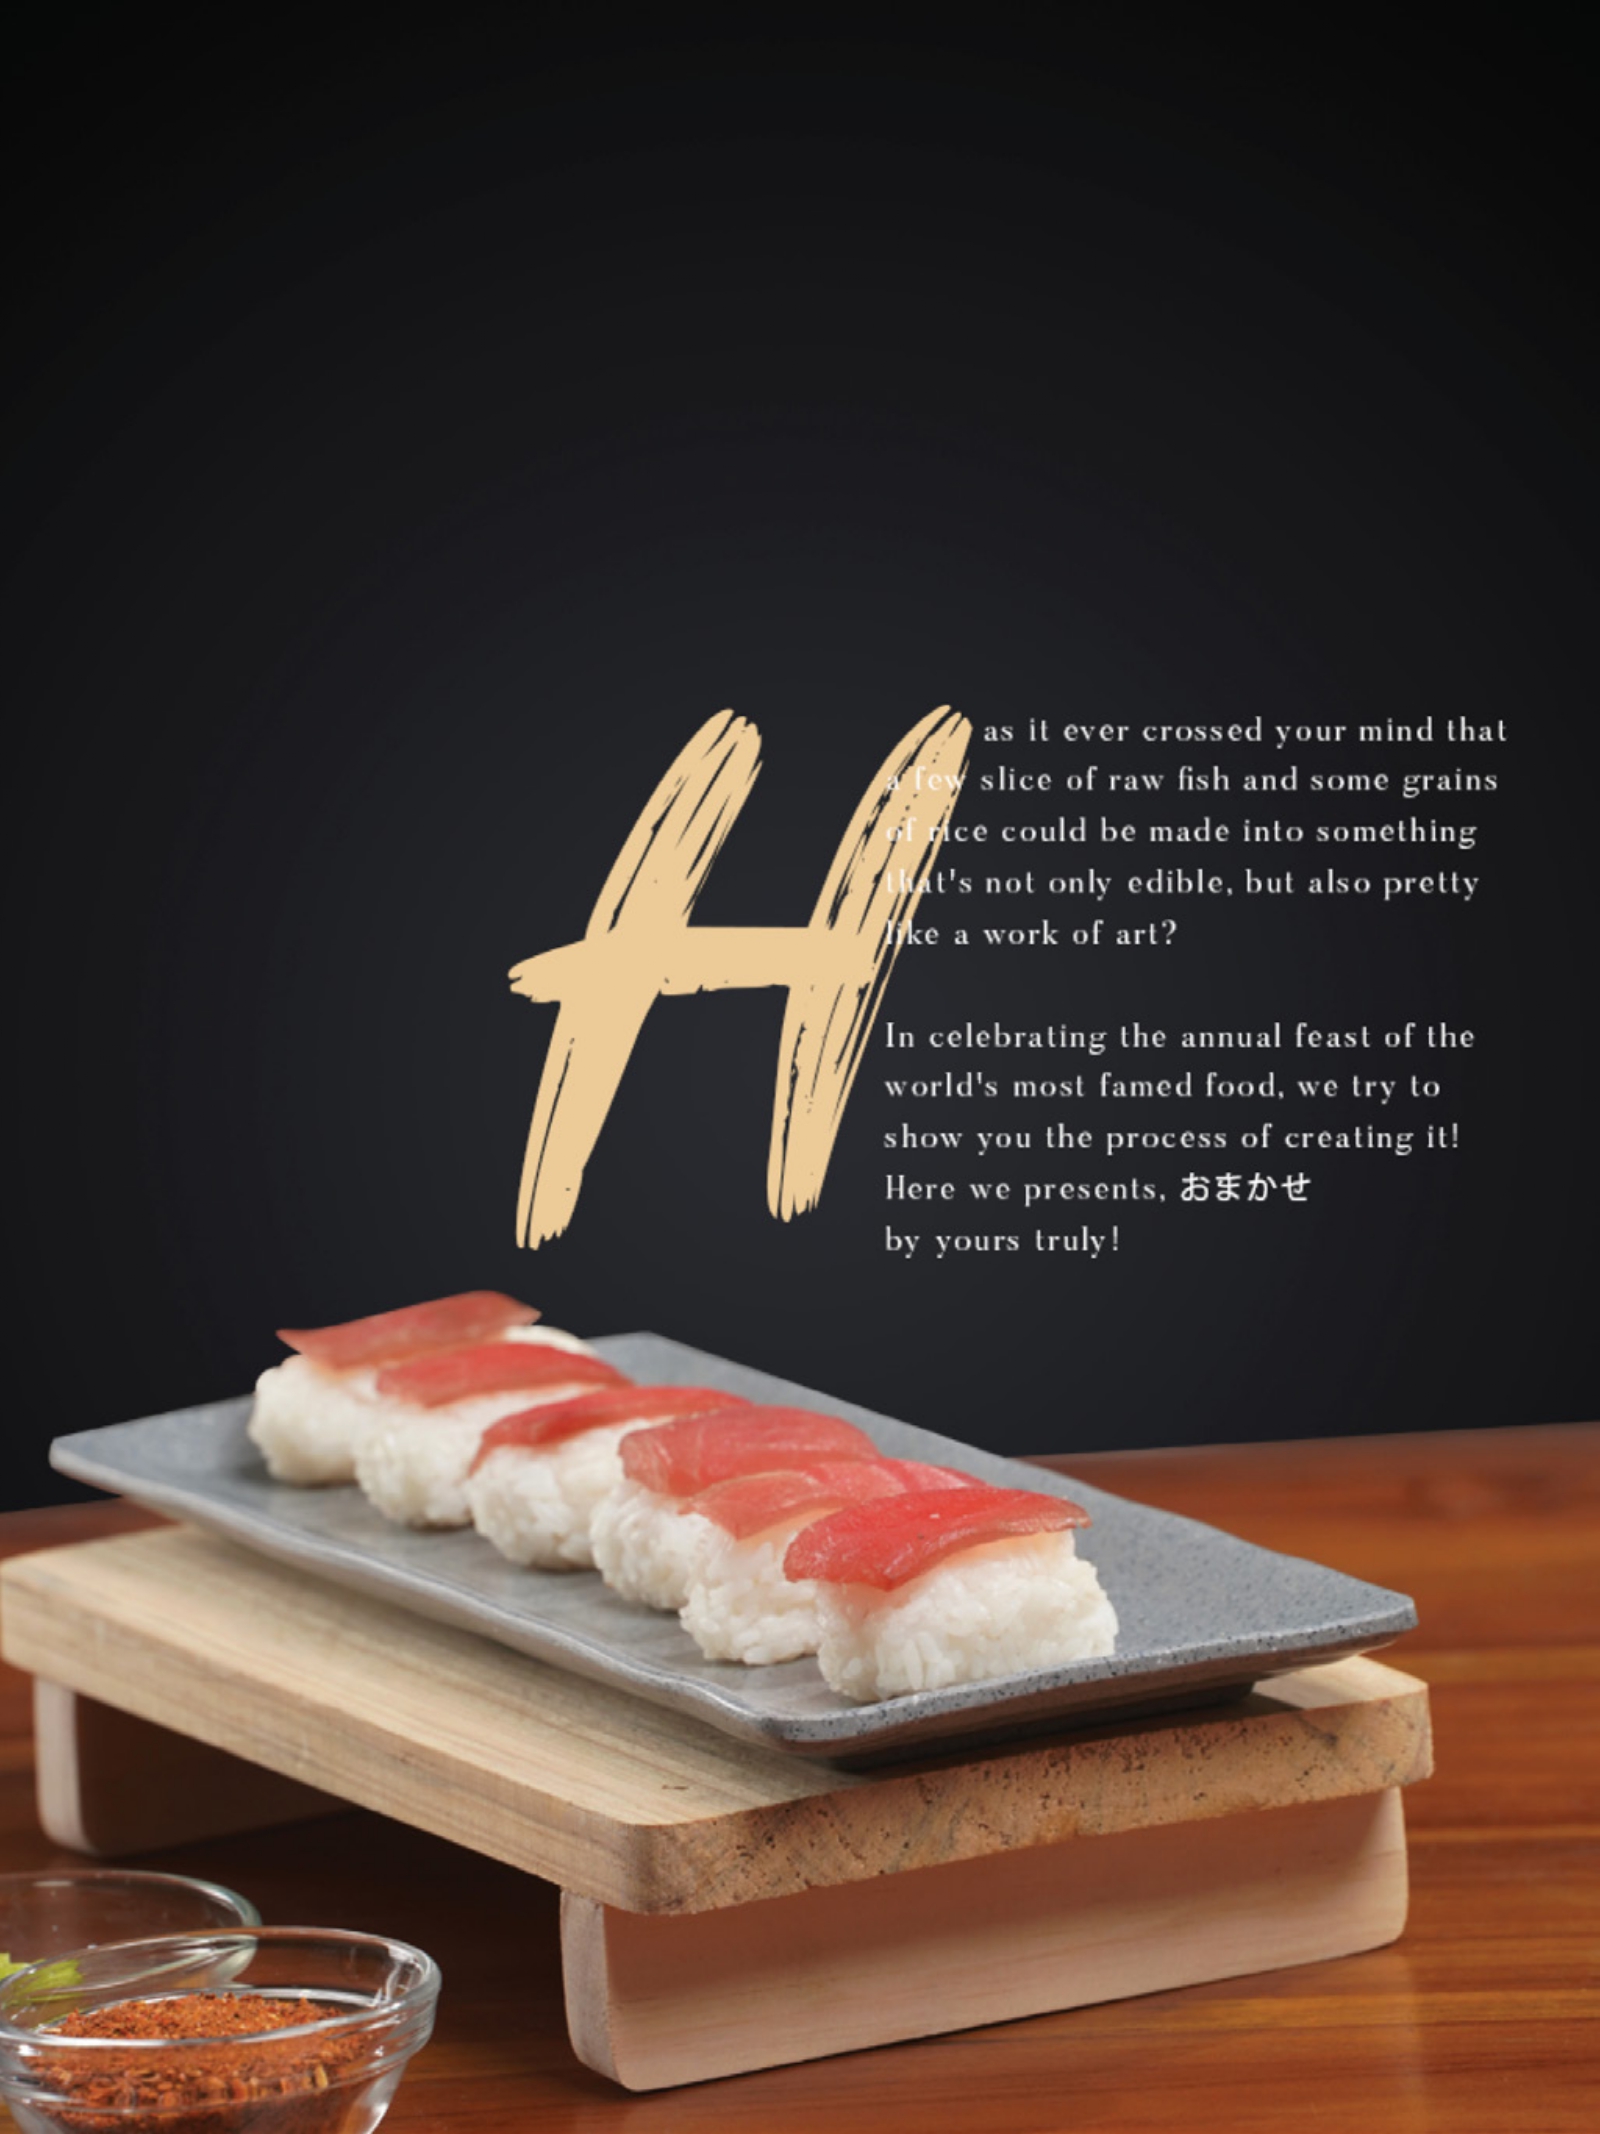 Has it ever crossed your mind that
a few slice of raw fish and some grains
of rice could be made into something
that's not only edible, but also pretty
like a work of art?
In celebrating the annual feast of the
world's most famed food, we try to
show you the process of creating it!
Here we presents, おまかせ
by yours truly!